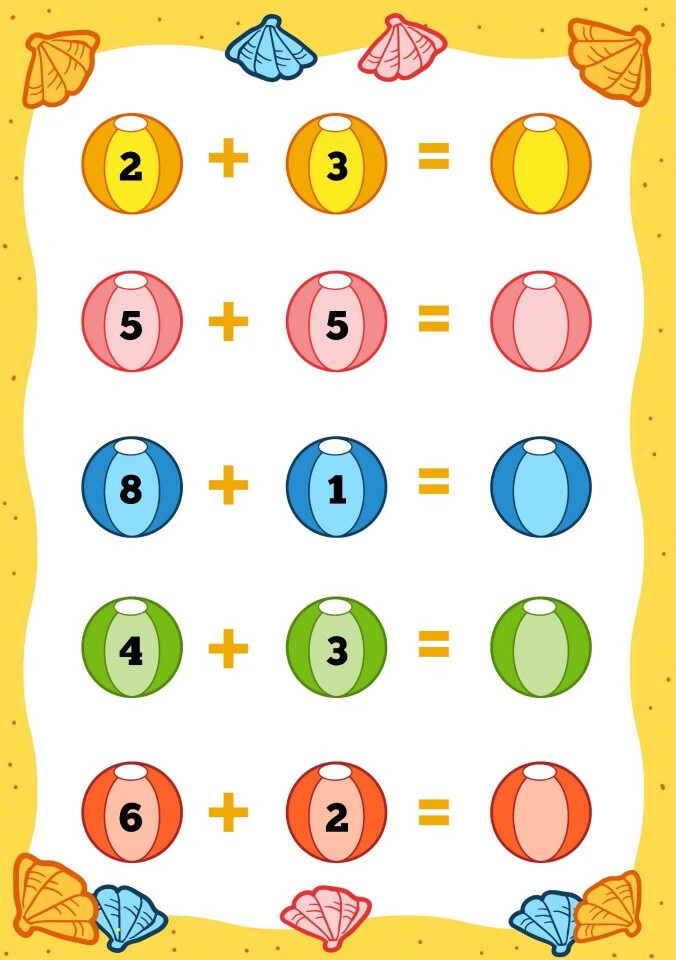 2 + 3 =
5 + 5 =
8 + 1 =
4 + 3 =
6 + 2 =